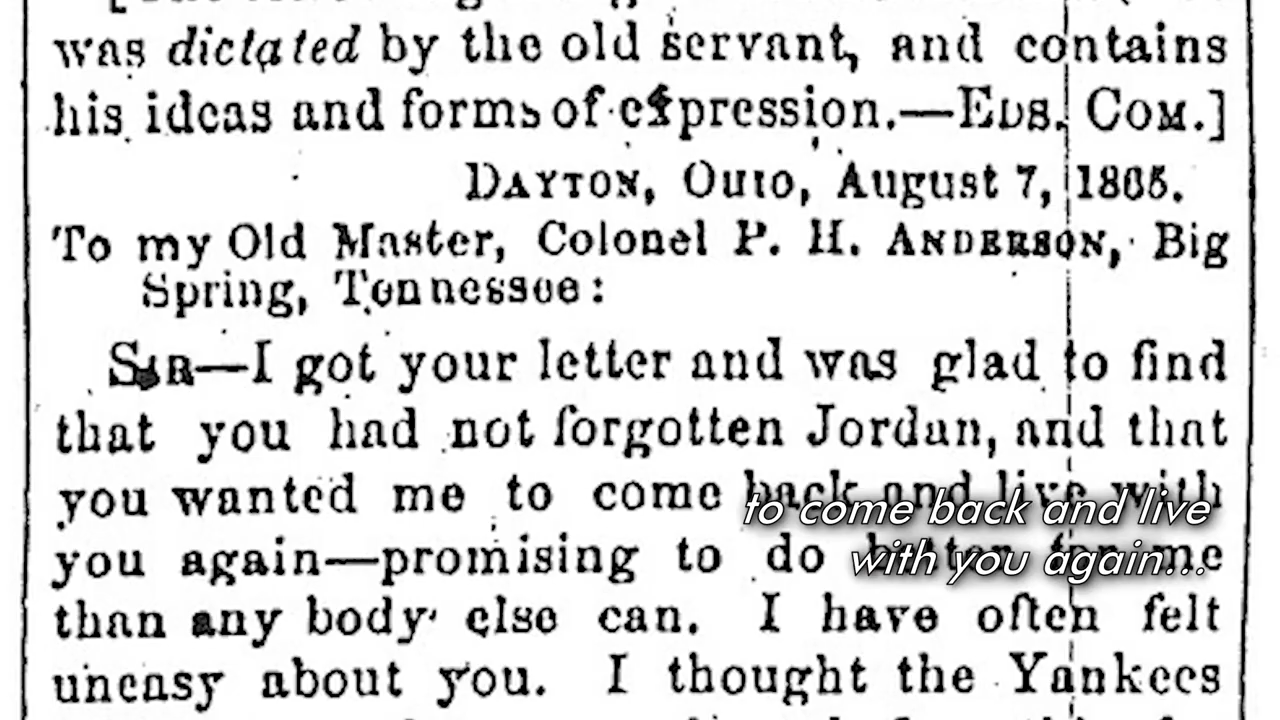 was dictated by the old servant, and contains
his ideas and forms of expression.—EDS. COM.]
DAYTON, OHIO, August 7, 1865.
To my Old Master, Colonel P. H. ANDERSON, Big
Spring, Tennessee:
SIR—I got your letter and was glad to find
that you had not forgotten Jordan, and that
you wanted me to come back and live with
you again—promising to do better for me
than any body else can. I have often felt
uneasy about you. I thought the Yankees
to come back and live
with you again...